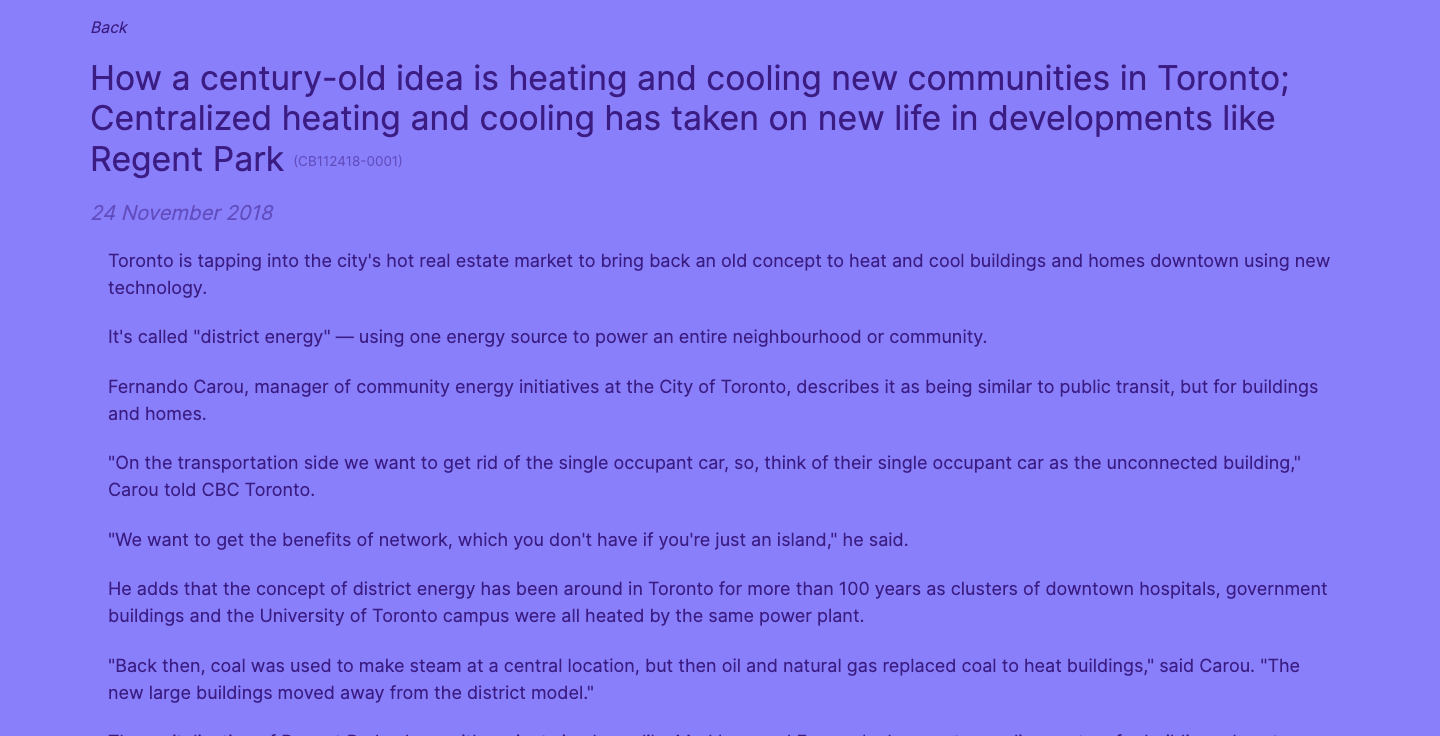 Back
How a century-old idea is heating and cooling new communities in Toronto;
Centralized heating and cooling has taken on new life in developments like
Regent Park (CB112418-0001)
24 November 2018
Toronto is tapping into the city's hot real estate market to bring back an old concept to heat and cool buildings and homes downtown using new
technology.
It's called "district energy" — using one energy source to power an entire neighbourhood or community.
Fernando Carou, manager of community energy initiatives at the City of Toronto, describes it as being similar to public transit, but for buildings
and homes.
"On the transportation side we want to get rid of the single occupant car, so, think of their single occupant car as the unconnected building,"
Carou told CBC Toronto.
"We want to get the benefits of network, which you don't have if you're just an island," he said.
He adds that the concept of district energy has been around in Toronto for more than 100 years as clusters of downtown hospitals, government
buildings and the University of Toronto campus were all heated by the same power plant.
"Back then, coal was used to make steam at a central location, but then oil and natural gas replaced coal to heat buildings," said Carou. "The
new large buildings moved away from the district model."